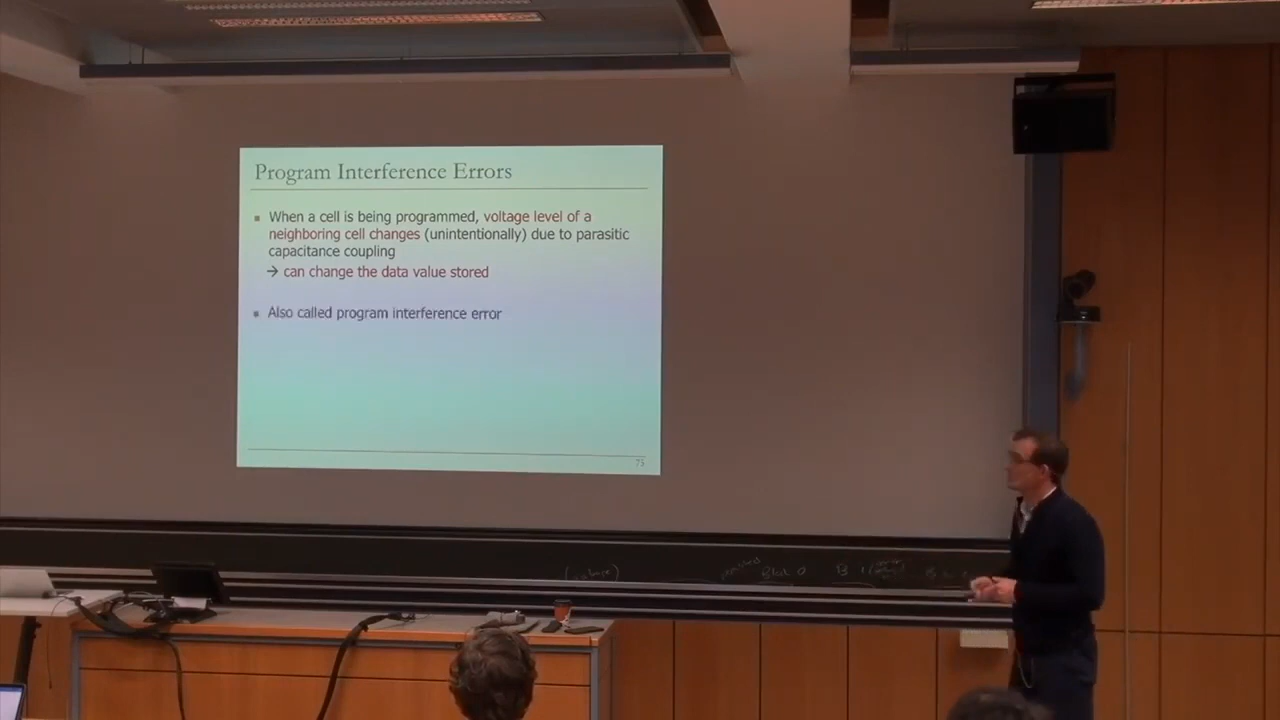 Program Interference Errors
▪ When a cell is being programmed, voltage level of a
neighboring cell changes (unintentionally) due to parasitic
capacitance coupling
→ can change the data value stored
▪ Also called program interference error
75